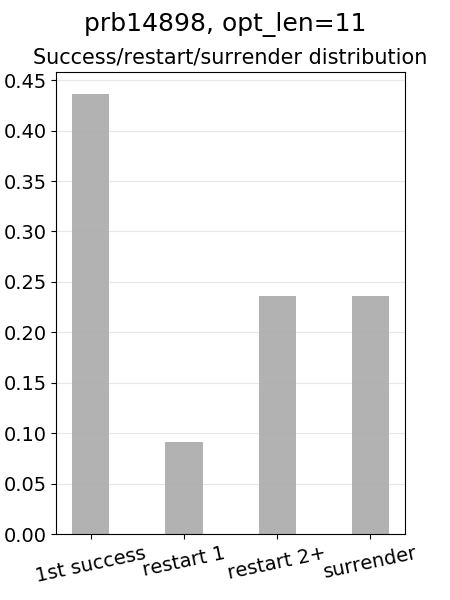 prb14898, opt_len=11
Success/restart/surrender distribution
0.45
0.40
0.35
0.30
0.25
0.20
0.15
0.10
0.05
0.00
1st success
restart 1
restart 2+
surrender